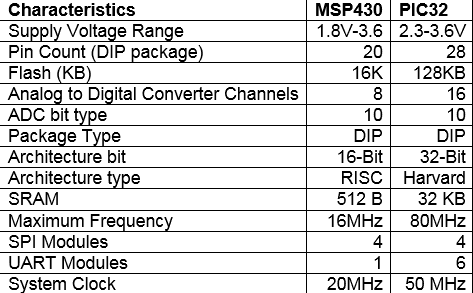 Characteristics MSP430 PIC32
Supply Voltage Range 1.8V-3.6 2.3-3.6V
Pin Count (DIP package) 20 28
Flash (KB) 16K 128KB
Analog to Digital Converter Channels 8 16
ADC bit type 10 10
Package Type DIP DIP
Architecture bit 16-Bit 32-Bit
Architecture type RISC Harvard
SRAM 512 B 32 KB
Maximum Frequency 16MHz 80MHz
SPI Modules 4 4
UART Modules 1 6
System Clock 20MHz 50 MHz